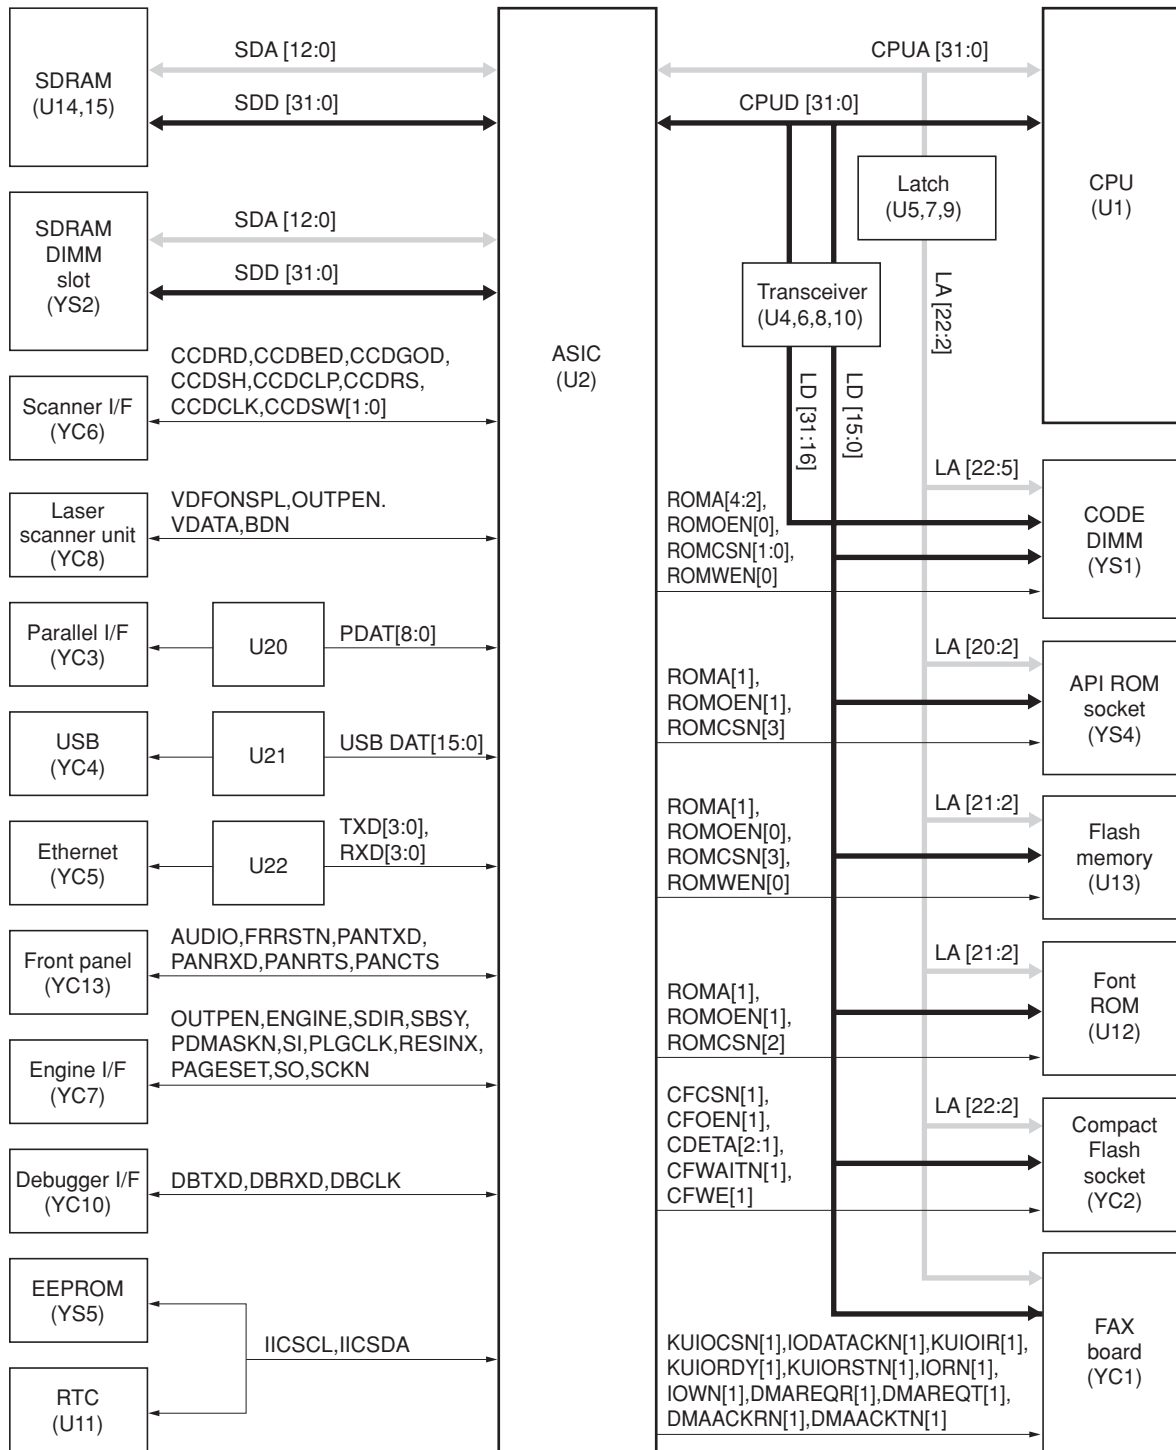 SDRAM
(U14,15)
SDA [12:0]
SDD [31:0]
SDRAM
DIMM
slot
(YS2)
SDA [12:0]
SDD [31:0]
Scanner I/F
(YC6)
CCDRD,CCDBED,CCDGOD,
CCDSH,CCDCLP,CCDRS,
CCDCLK,CCDSW[1:0]
Laser
scanner unit
(YC8)
VDFONSPL,OUTPEN.
VDATA,BDN
Parallel I/F
(YC3)
U20
PDAT[8:0]
USB
(YC4)
U21
USB DAT[15:0]
Ethernet
(YC5)
U22
TXD[3:0],
RXD[3:0]
Front panel
(YC13)
AUDIO,FRRSTN,PANTXD,
PANRXD,PANRTS,PANCTS
Engine I/F
(YC7)
OUTPEN,ENGINE,SDIR,SBSY,
PDMASKN,SI,PLGCLK,RESINX,
PAGESET,SO,SCKN
Debugger I/F
(YC10)
DBTXD,DBRXD,DBCLK
EEPROM
(YS5)
RTC
(U11)
IICSCL,IICSDA
ASIC
(U2)
CPUA [31:0]
CPUD [31:0]
CPU
(U1)
Latch
(U5,7,9)
Transceiver
(U4,6,8,10)
LA [22:2]
LD [31:16]
LD [15:0]
LA [22:5]
ROMA[4:2],
ROMOEN[0],
ROMCSN[1:0],
ROMWEN[0]
CODE
DIMM
(YS1)
LA [20:2]
ROMA[1],
ROMOEN[1],
ROMCSN[3]
API ROM
socket
(YS4)
LA [21:2]
ROMA[1],
ROMOEN[0],
ROMCSN[3],
ROMWEN[0]
Flash
memory
(U13)
LA [21:2]
ROMA[1],
ROMOEN[1],
ROMCSN[2]
Font
ROM
(U12)
LA [22:2]
CFCSN[1],
CFOEN[1],
CDETA[2:1],
CFWAITN[1],
CFWE[1]
Compact
Flash
socket
(YC2)
KUIOCSN[1],IODATACKN[1],KUIOIR[1],
KUIORDY[1],KUIORSTN[1],IORN[1],
IOWN[1],DMAREQR[1],DMAREQT[1],
DMAACKRN[1],DMAACKTN[1]
FAX
board
(YC1)